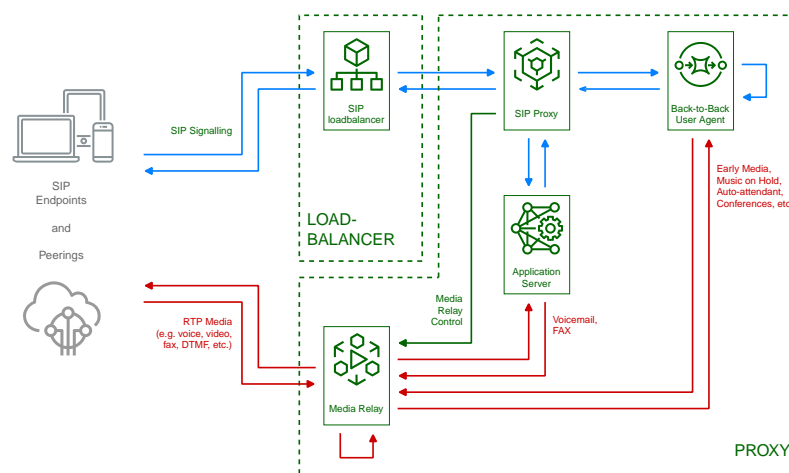 SIP
loadbalancer
SIP Proxy
Back-to-Back
User Agent
SIP Signalling
SIP
Endpoints
and
Peerings
LOAD-
BALANCER
Early Media,
Music on Hold,
Auto-attendant,
Conferences, etc
Application
Server
Media
Relay
Control
Voicemail,
FAX
RTP Media
(e.g. voice, video,
fax, DTMF, etc.)
Media Relay
PROXY